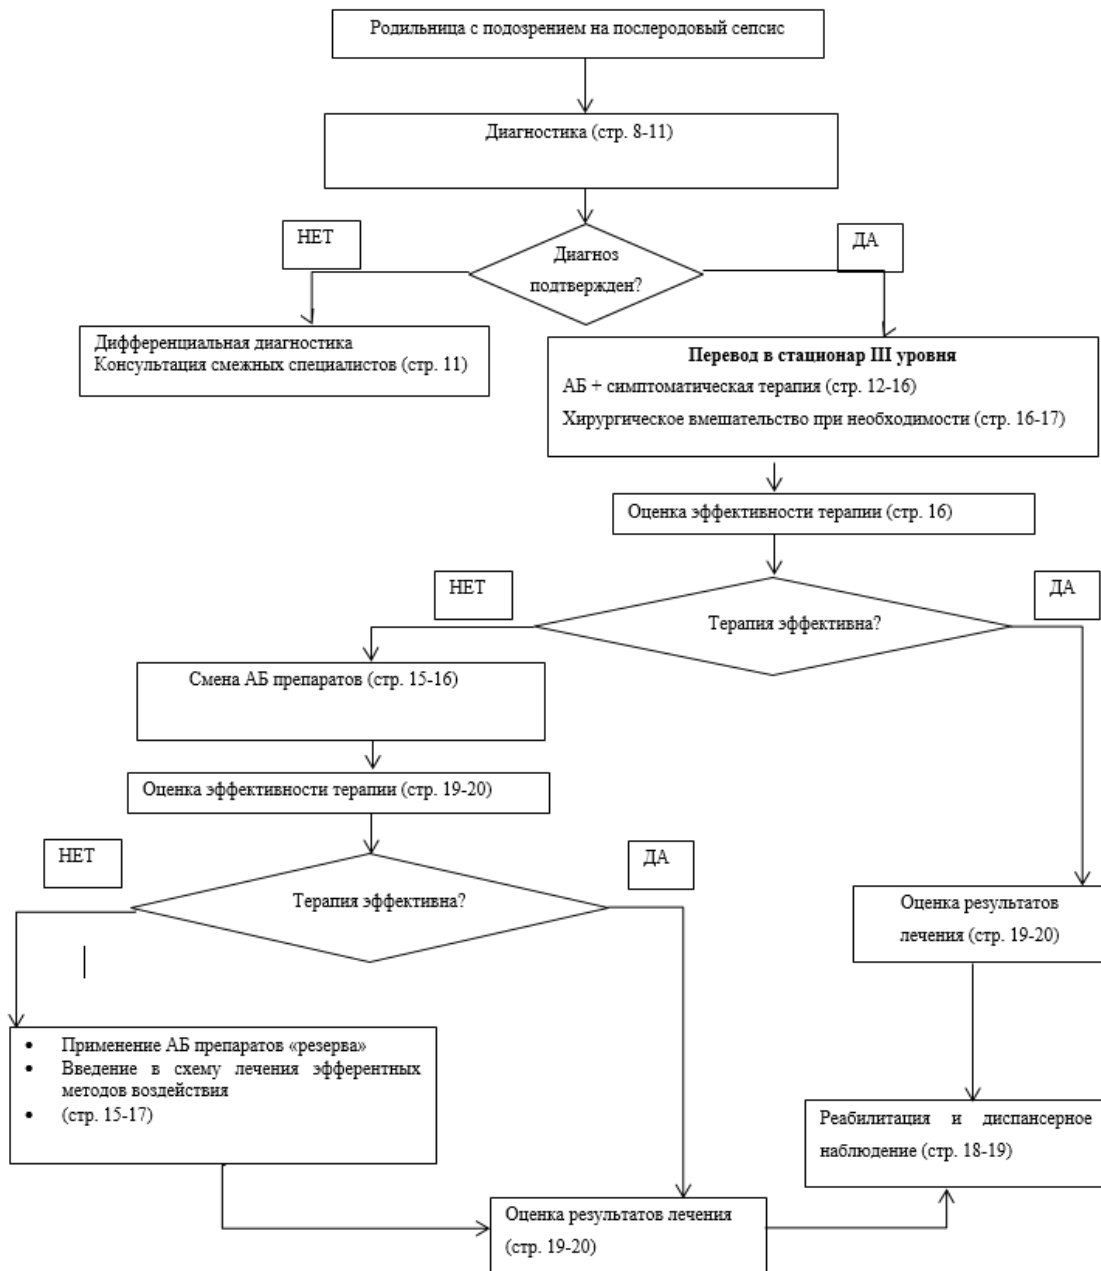 Родильница с подозрением на послеродовый сепсис
Диагностика (стр. 8-11)
НЕТ
ДА
Диагноз
подтвержден?
Дифференциальная диагностика
Консультация смежных специалистов (стр. 11)
Перевод в стационар III уровня
АБ + симптоматическая терапия (стр. 12-16)
Хирургическое вмешательство при необходимости (стр. 16-17)
Оценка эффективности терапии (стр. 16)
НЕТ
ДА
Терапия эффективна?
Смена АБ препаратов (стр. 15-16)
Оценка эффективности терапии (стр. 19-20)
НЕТ
ДА
Терапия эффективна?
Оценка результатов
лечения (стр. 19-20)
• Применение АБ препаратов «резерва»
• Введение в схему лечения эфферентных
методов воздействия
• (стр. 15-17)
Реабилитация и диспансерное
наблюдение (стр. 18-19)
Оценка результатов лечения
(стр. 19-20)